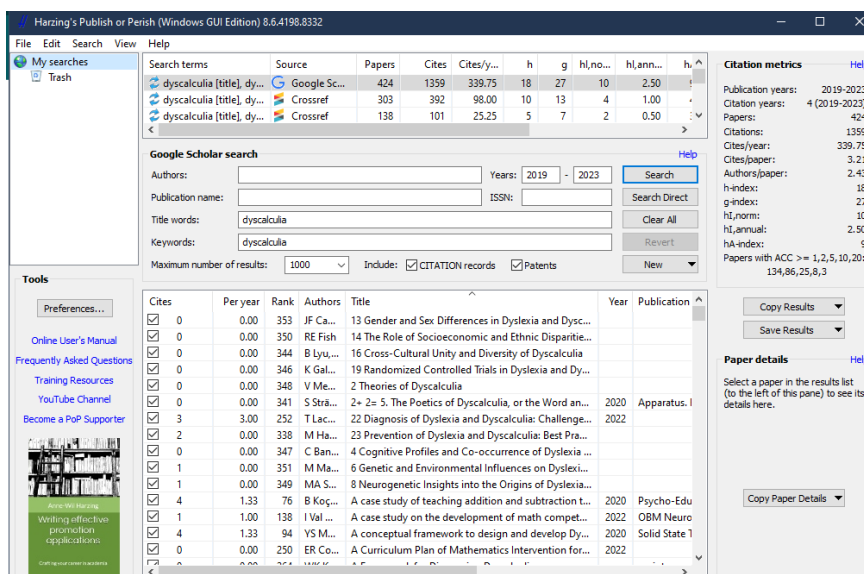 Harzing's Publish or Perish (Windows GUI Edition) 8.6.4198.8332
File Edit Search View Help
My searches
Trash
Search terms Source Papers Cites Cites/y... h g hI,no... hI,ann...
dyscalculia [title], dy... Google Sc... 424 1359 339.75 18 27 10 2.50
dyscalculia [title], dy... Crossref 303 392 98.00 10 13 4 1.00
dyscalculia [title], dy... Crossref 138 101 25.25 5 7 2 0.50
Google Scholar search Help
Authors: Years: 2019 - 2023 Search
Publication name: ISSN: Search Direct
Title words: dyscalculia Clear All
Keywords: dyscalculia Revert
Maximum number of results: 1000 Include: CITATION records Patents New
Tools
Preferences...
Online User's Manual
Frequently Asked Questions
Training Resources
YouTube Channel
Become a PoP Supporter
Anne-Wil Harzing
Writing effective
promotion
applications
Crafting your career in academia
Cites Per year Rank Authors Title Year Publication
0 0.00 353 JF Ca... 13 Gender and Sex Differences in Dyslexia and Dysc...
0 0.00 350 RE Fish 14 The Role of Socioeconomic and Ethnic Disparitie...
0 0.00 344 B Lyu,... 16 Cross-Cultural Unity and Diversity of Dyscalculia
0 0.00 346 K Gal... 19 Randomized Controlled Trials in Dyslexia and Dy...
0 0.00 348 V Me... 2 Theories of Dyscalculia
0 0.00 341 S Strä... 2+ 2= 5. The Poetics of Dyscalculia, or the Word an... 2020 Apparatus.
3 3.00 252 T Lac... 22 Diagnosis of Dyslexia and Dyscalculia: Challenge... 2022
2 0.00 338 M Ha... 23 Prevention of Dyslexia and Dyscalculia: Best Pra...
0 0.00 347 C Ban... 4 Cognitive Profiles and Co-occurrence of Dyslexia ...
1 0.00 351 M Ma... 6 Genetic and Environmental Influences on Dyslexi...
1 0.00 349 MA S... 8 Neurogenetic Insights into the Origins of Dyslexia...
4 1.33 76 B Koç... A case study of teaching addition and subtraction t... 2020 Psycho-Edu
1 1.00 138 I Val ... A case study on the development of math compet... 2022 OBM Neuro
4 1.33 94 YS M... A conceptual framework to design and develop Dy... 2020 Solid State T
0 0.00 250 ER Co... A Curriculum Plan of Mathematics Intervention for... 2022
Citation metrics Hel
Publication years: 2019-2023
Citation years: 4 (2019-2023)
Papers: 424
Citations: 1359
Cites/year: 339.75
Cites/paper: 3.21
Authors/paper: 2.43
h-index: 18
g-index: 27
hI,norm: 10
hI,annual: 2.50
hA-index: 9
Papers with ACC >= 1,2,5,10,20:
134,86,25,8,3
Copy Results
Save Results
Paper details Hel
Select a paper in the results list
(to the left of this pane) to see its
details here.
Copy Paper Details